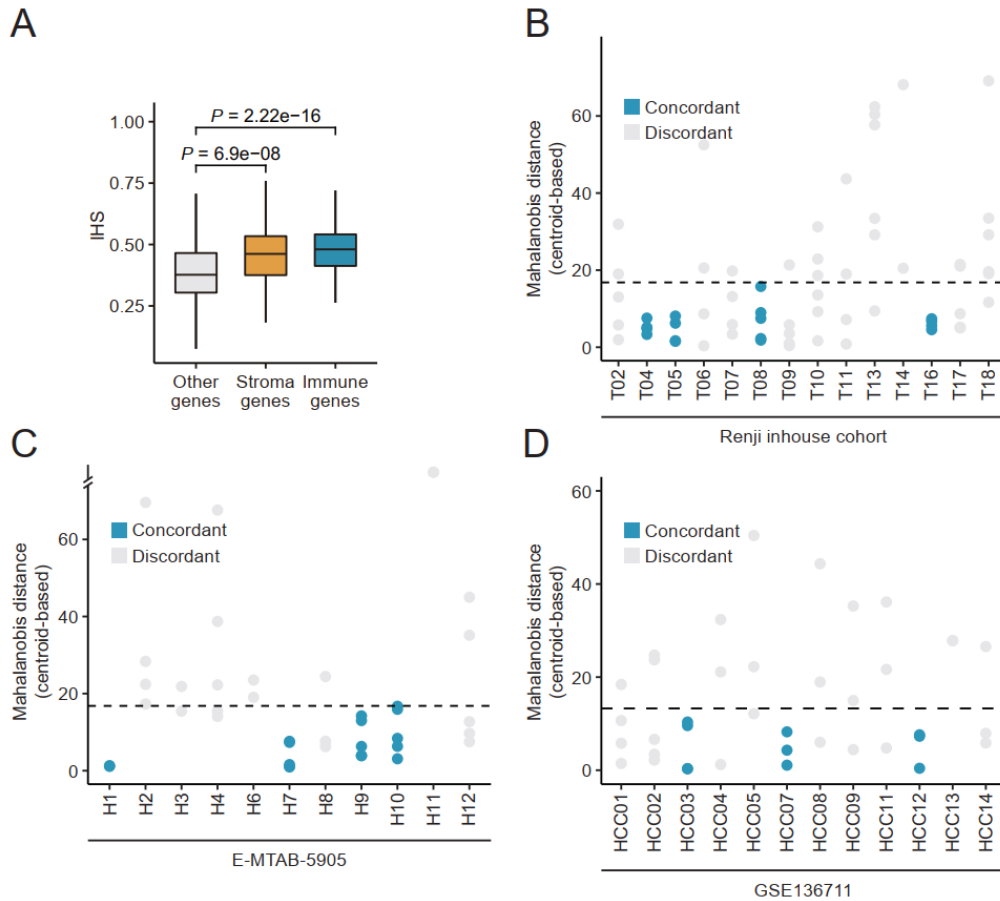 A
P = 2.22e−16
P = 6.9e−08
1.00
0.75
0.50
0.25
IHS
Other genes
Stroma genes
Immune genes
B
Concordant
Discordant
60
40
20
0
Mahalanobis distance
(centroid-based)
T02
T04
T05
T06
T07
T08
T09
T10
T11
T13
T14
T16
T17
T18
Renji inhouse cohort
C
Concordant
Discordant
60
40
20
0
Mahalanobis distance
(centroid-based)
H1
H2
H3
H4
H6
H7
H8
H9
H10
H11
H12
E-MTAB-5905
D
60
Concordant
Discordant
40
20
0
Mahalanobis distance
(centroid-based)
HCC01
HCC02
HCC03
HCC04
HCC05
HCC07
HCC08
HCC09
HCC11
HCC12
HCC13
HCC14
GSE136711